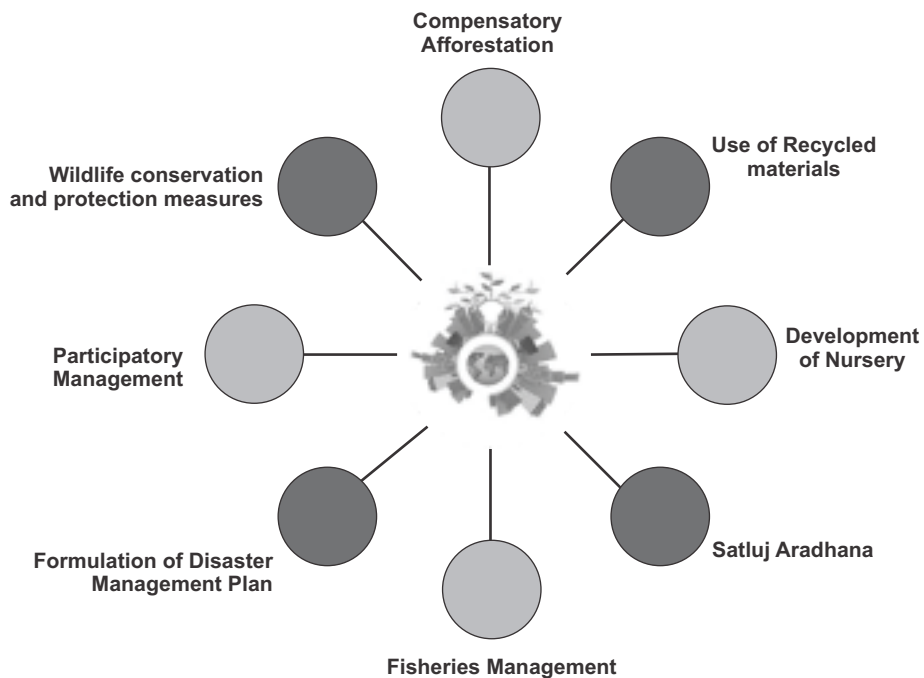 Compensatory
Afforestation
Use of Recycled
materials
Wildlife conservation
and protection measures
Development
of Nursery
Participatory
Management
Satluj Aradhana
Formulation of Disaster
Management Plan
Fisheries Management